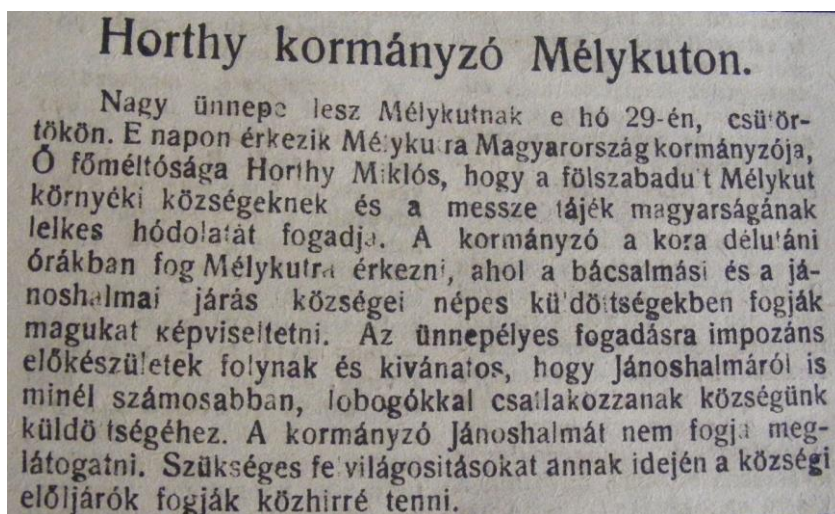 Horthy kormányzó Mélykuton.
Nagy ünnepe lesz Mélykutnak e hó 29-én, csütör-
tökön. E napon érkezik Mélykutra Magyarország kormányzója,
Ő főméltósága Horthy Miklós, hogy a fölszabadult Mélykut
környéki községeknek és a messze tájék magyarságának
lelkes hódolatát fogadja. A kormányzó a kora délutáni
órákban fog Mélykutra érkezni, ahol a bácsalmási és a já-
noshalmai járás községei népes küldöttségekben fogják
magukat képviseltetni. Az ünnepélyes fogadásra impozáns
előkészületek folynak és kivánatos, hogy Jánoshalmáról is
minél számosabban, lobogókkal csatlakozzanak községünk
küldöttségéhez. A kormányzó Jánoshalmát nem fogja meg-
látogatni. Szükséges felvilágositásokat annak idején a községi
előljárók fogják közhirré tenni.